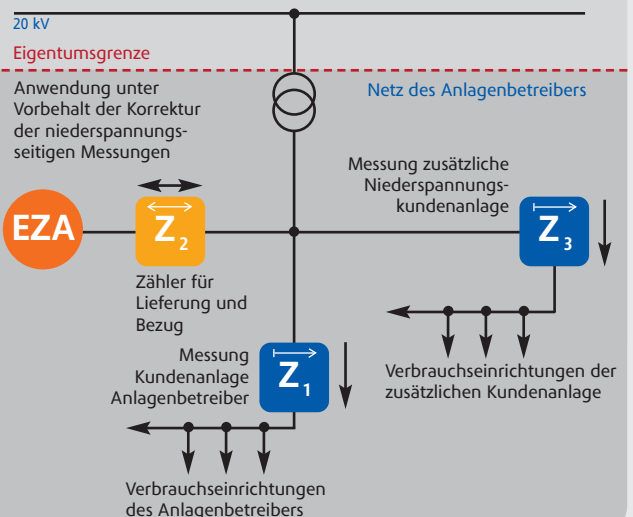 20 kV
Eigentumsgrenze
Anwendung unter
Vorbehalt der Korrektur
der niederspannungs-
seitigen Messungen
Netz des Anlagenbetreibers
Messung zusätzliche
Niederspannungs-
kundenanlage
EZA
Z2
Z3
Zähler für
Lieferung und
Bezug
Messung
Kundenanlage
Anlagenbetreiber
Z1
Verbrauchseinrichtungen der
zusätzlichen Kundenanlage
Verbrauchseinrichtungen
des Anlagenbetreibers